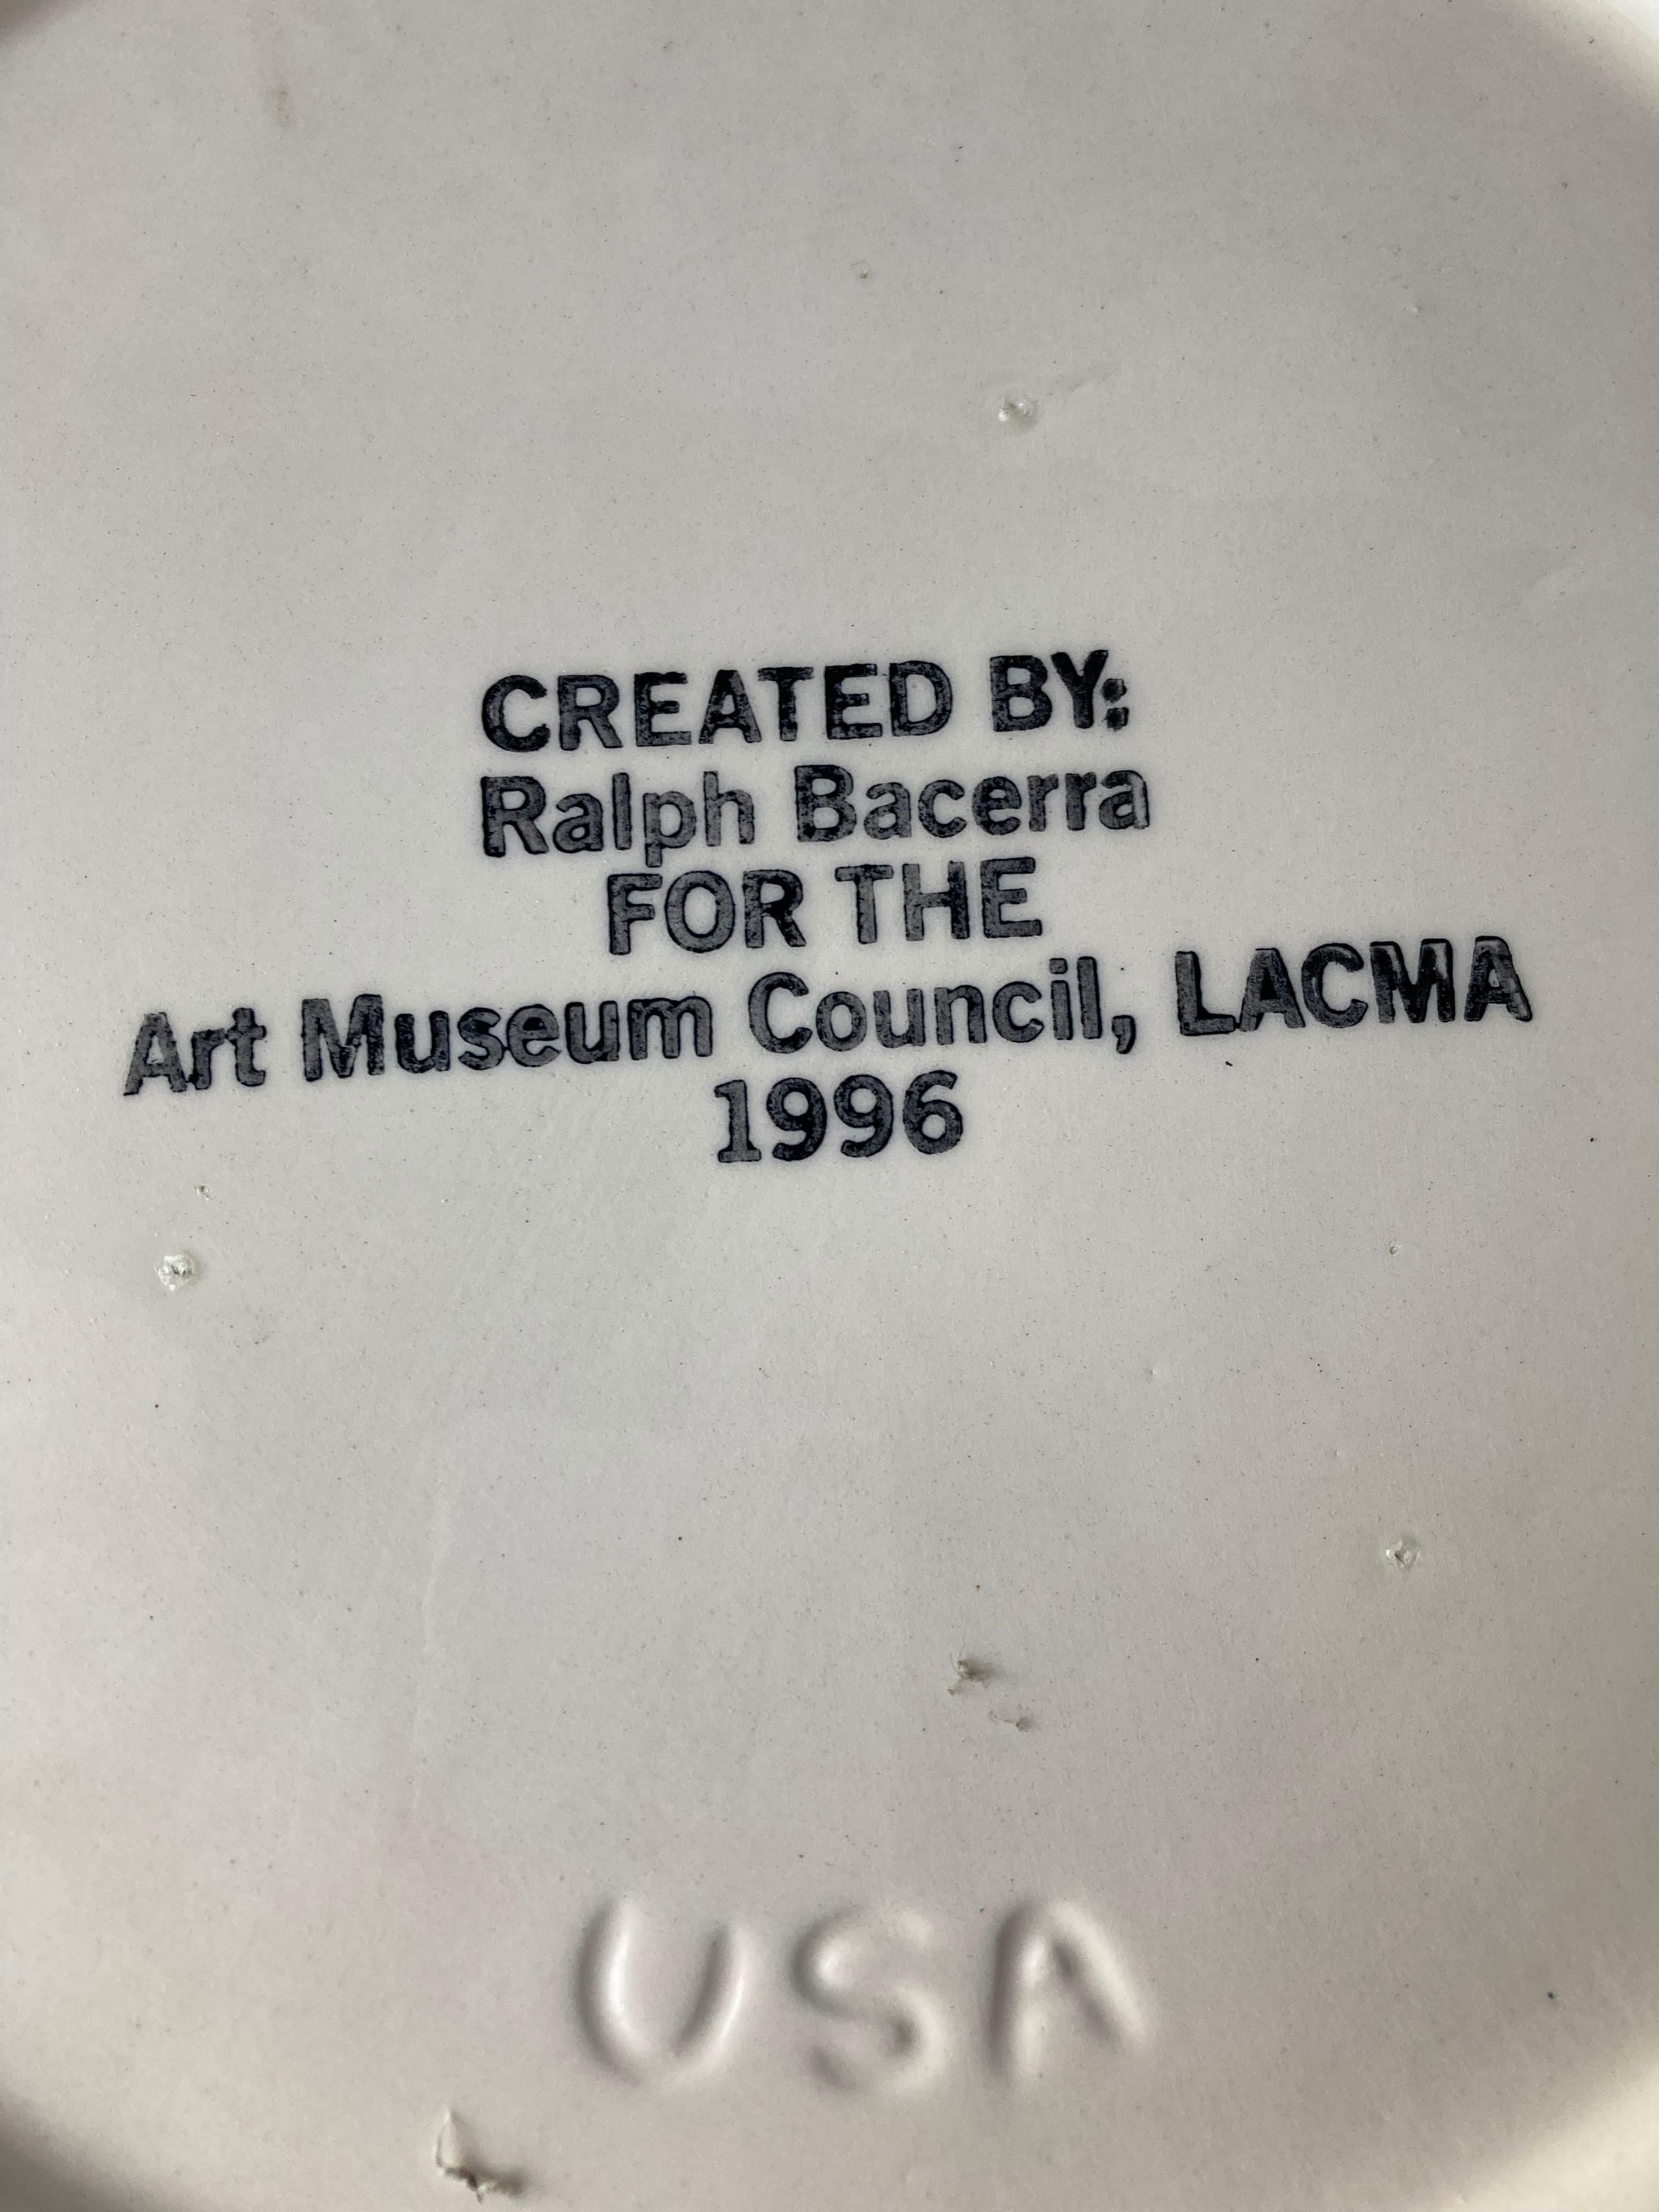 CREATED BY:
Ralph Bacerra
FOR THE
Art Museum Council, LACMA
1996
USA